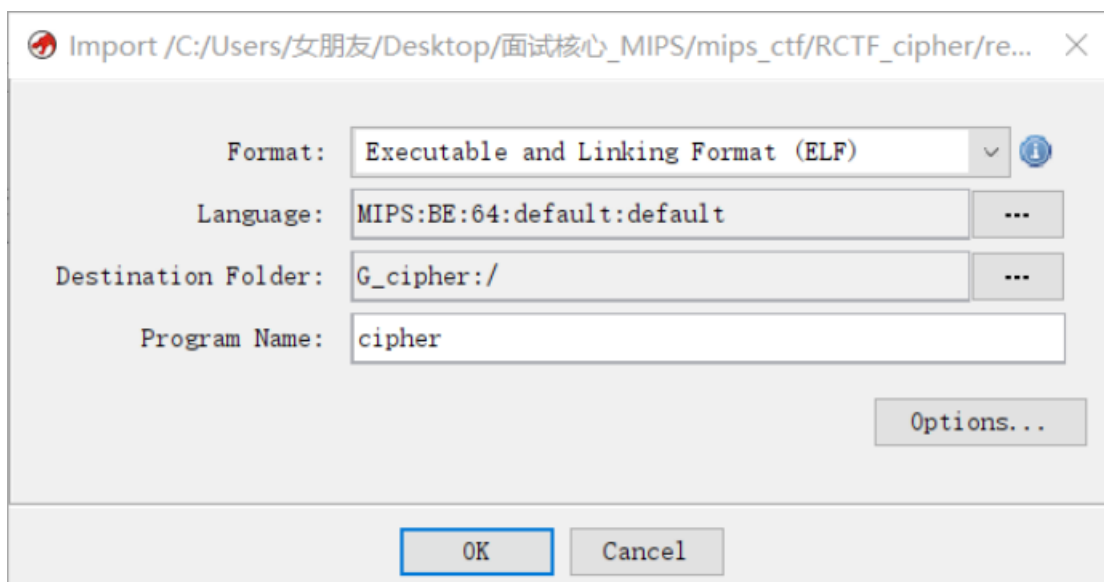 Import /C:/Users/女朋友/Desktop/面试核心_MIPS/mips_ctf/RCTF_cipher/re...
Format: Executable and Linking Format (ELF)
Language: MIPS:BE:64:default:default ...
Destination Folder: G_cipher:/ ...
Program Name: cipher
Options...
OK Cancel